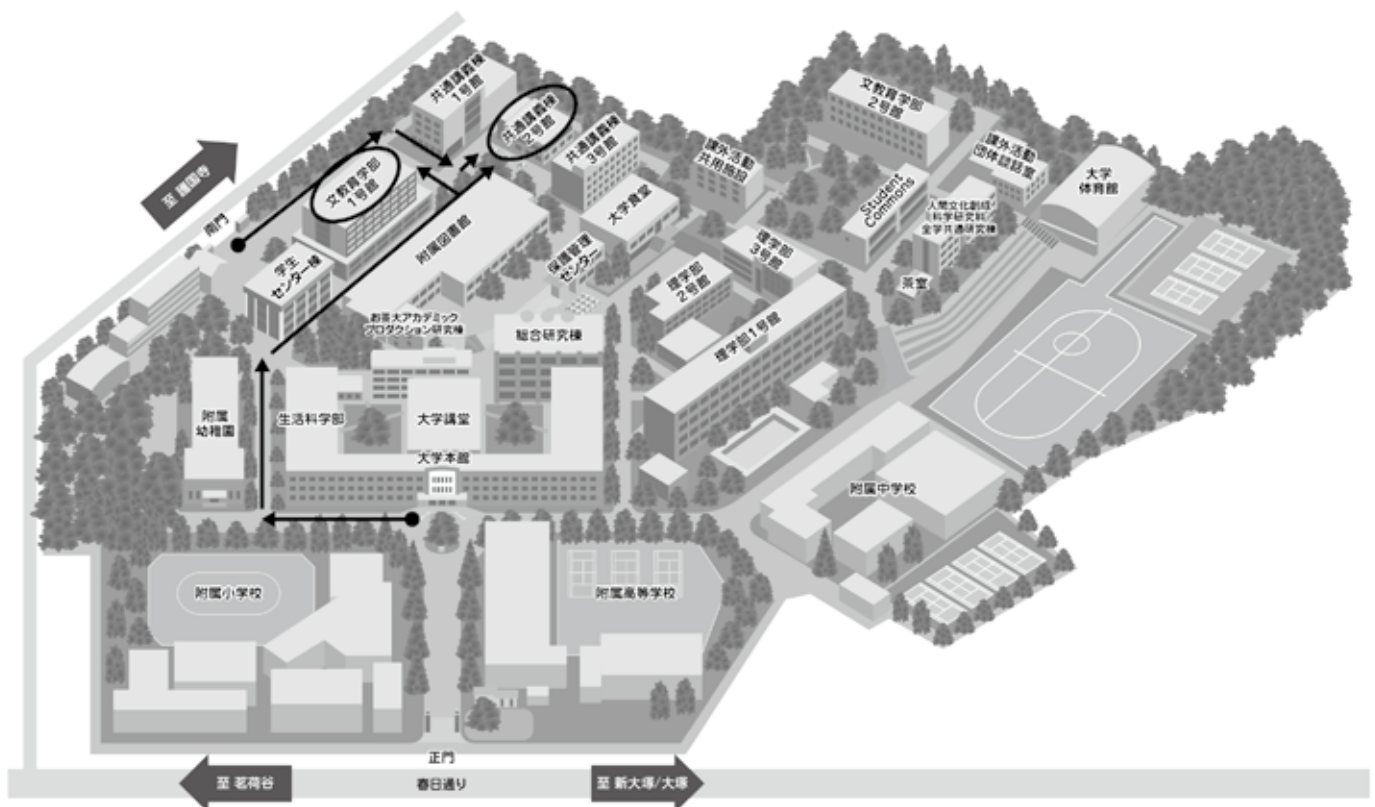 共通講義棟
1号館
共通講義棟
2号館
共通講義棟
3号館
文教育学部
2号館
課外活動
共用施設
課外活動
団体談話室
大学
体育館
至 護国寺
文教育学部
1号館
Student
Commons
人間文化創成
科学研究科
全学共通研究棟
南門
大学食堂
附属図書館
学生
センター棟
保健管理
センター
理学部
3号館
理学部
2号館
茶室
お茶大アカデミック
プロダクション研究棟
総合研究棟
理学部1号館
附属
幼稚園
生活科学部
大学講堂
大学本館
附属中学校
附属小学校
附属高等学校
正門
至 茗荷谷
春日通り
至 新大塚/大塚